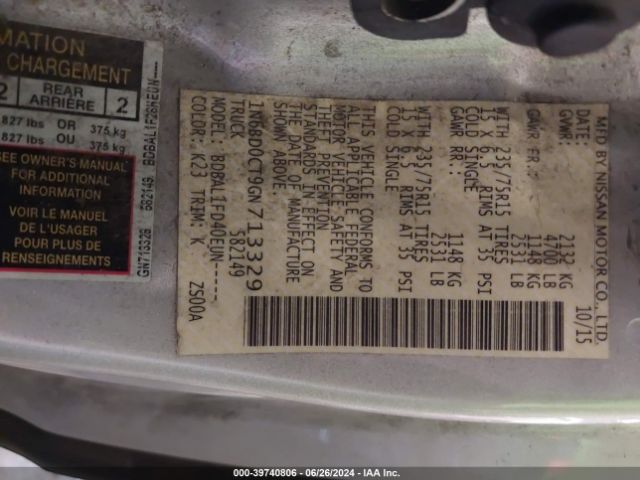 MFD BY NISSAN MOTOR CO., LTD.
DATE: 10/15
GVWR: 2132 KG
4700 LB
GAWR FR.: 1148 KG
2531 LB
WITH 235/75R15 TIRES
15 X 6.5 RIMS AT 35 PSI
COLD SINGLE
GAWR RR.: 1148 KG
2531 LB
WITH 235/75R15 TIRES
15 X 6.5 RIMS AT 35 PSI
COLD SINGLE
THIS VEHICLE CONFORMS TO
ALL APPLICABLE FEDERAL
MOTOR VEHICLE SAFETY AND
THEFT PREVENTION
STANDARDS IN EFFECT ON
THE DATE OF MANUFACTURE
SHOWN ABOVE.
1N6BD0CT9GN713329
TRUCK 582149
MODEL: BDBAL1FD40EUN-----
COLOR: K23 TRIM: K ZS00A
MATION
CHARGEMENT
2 REAR ARRIÈRE 2
827 lbs OR 375 kg
827 lbs OU 375 kg
SEE OWNER'S MANUAL
FOR ADDITIONAL
INFORMATION
VOIR LE MANUEL
DE L'USAGER
POUR PLUS DE
RENSEIGNEMENTS
GN713329 582149
000-39740806 - 06/26/2024 - IAA Inc.